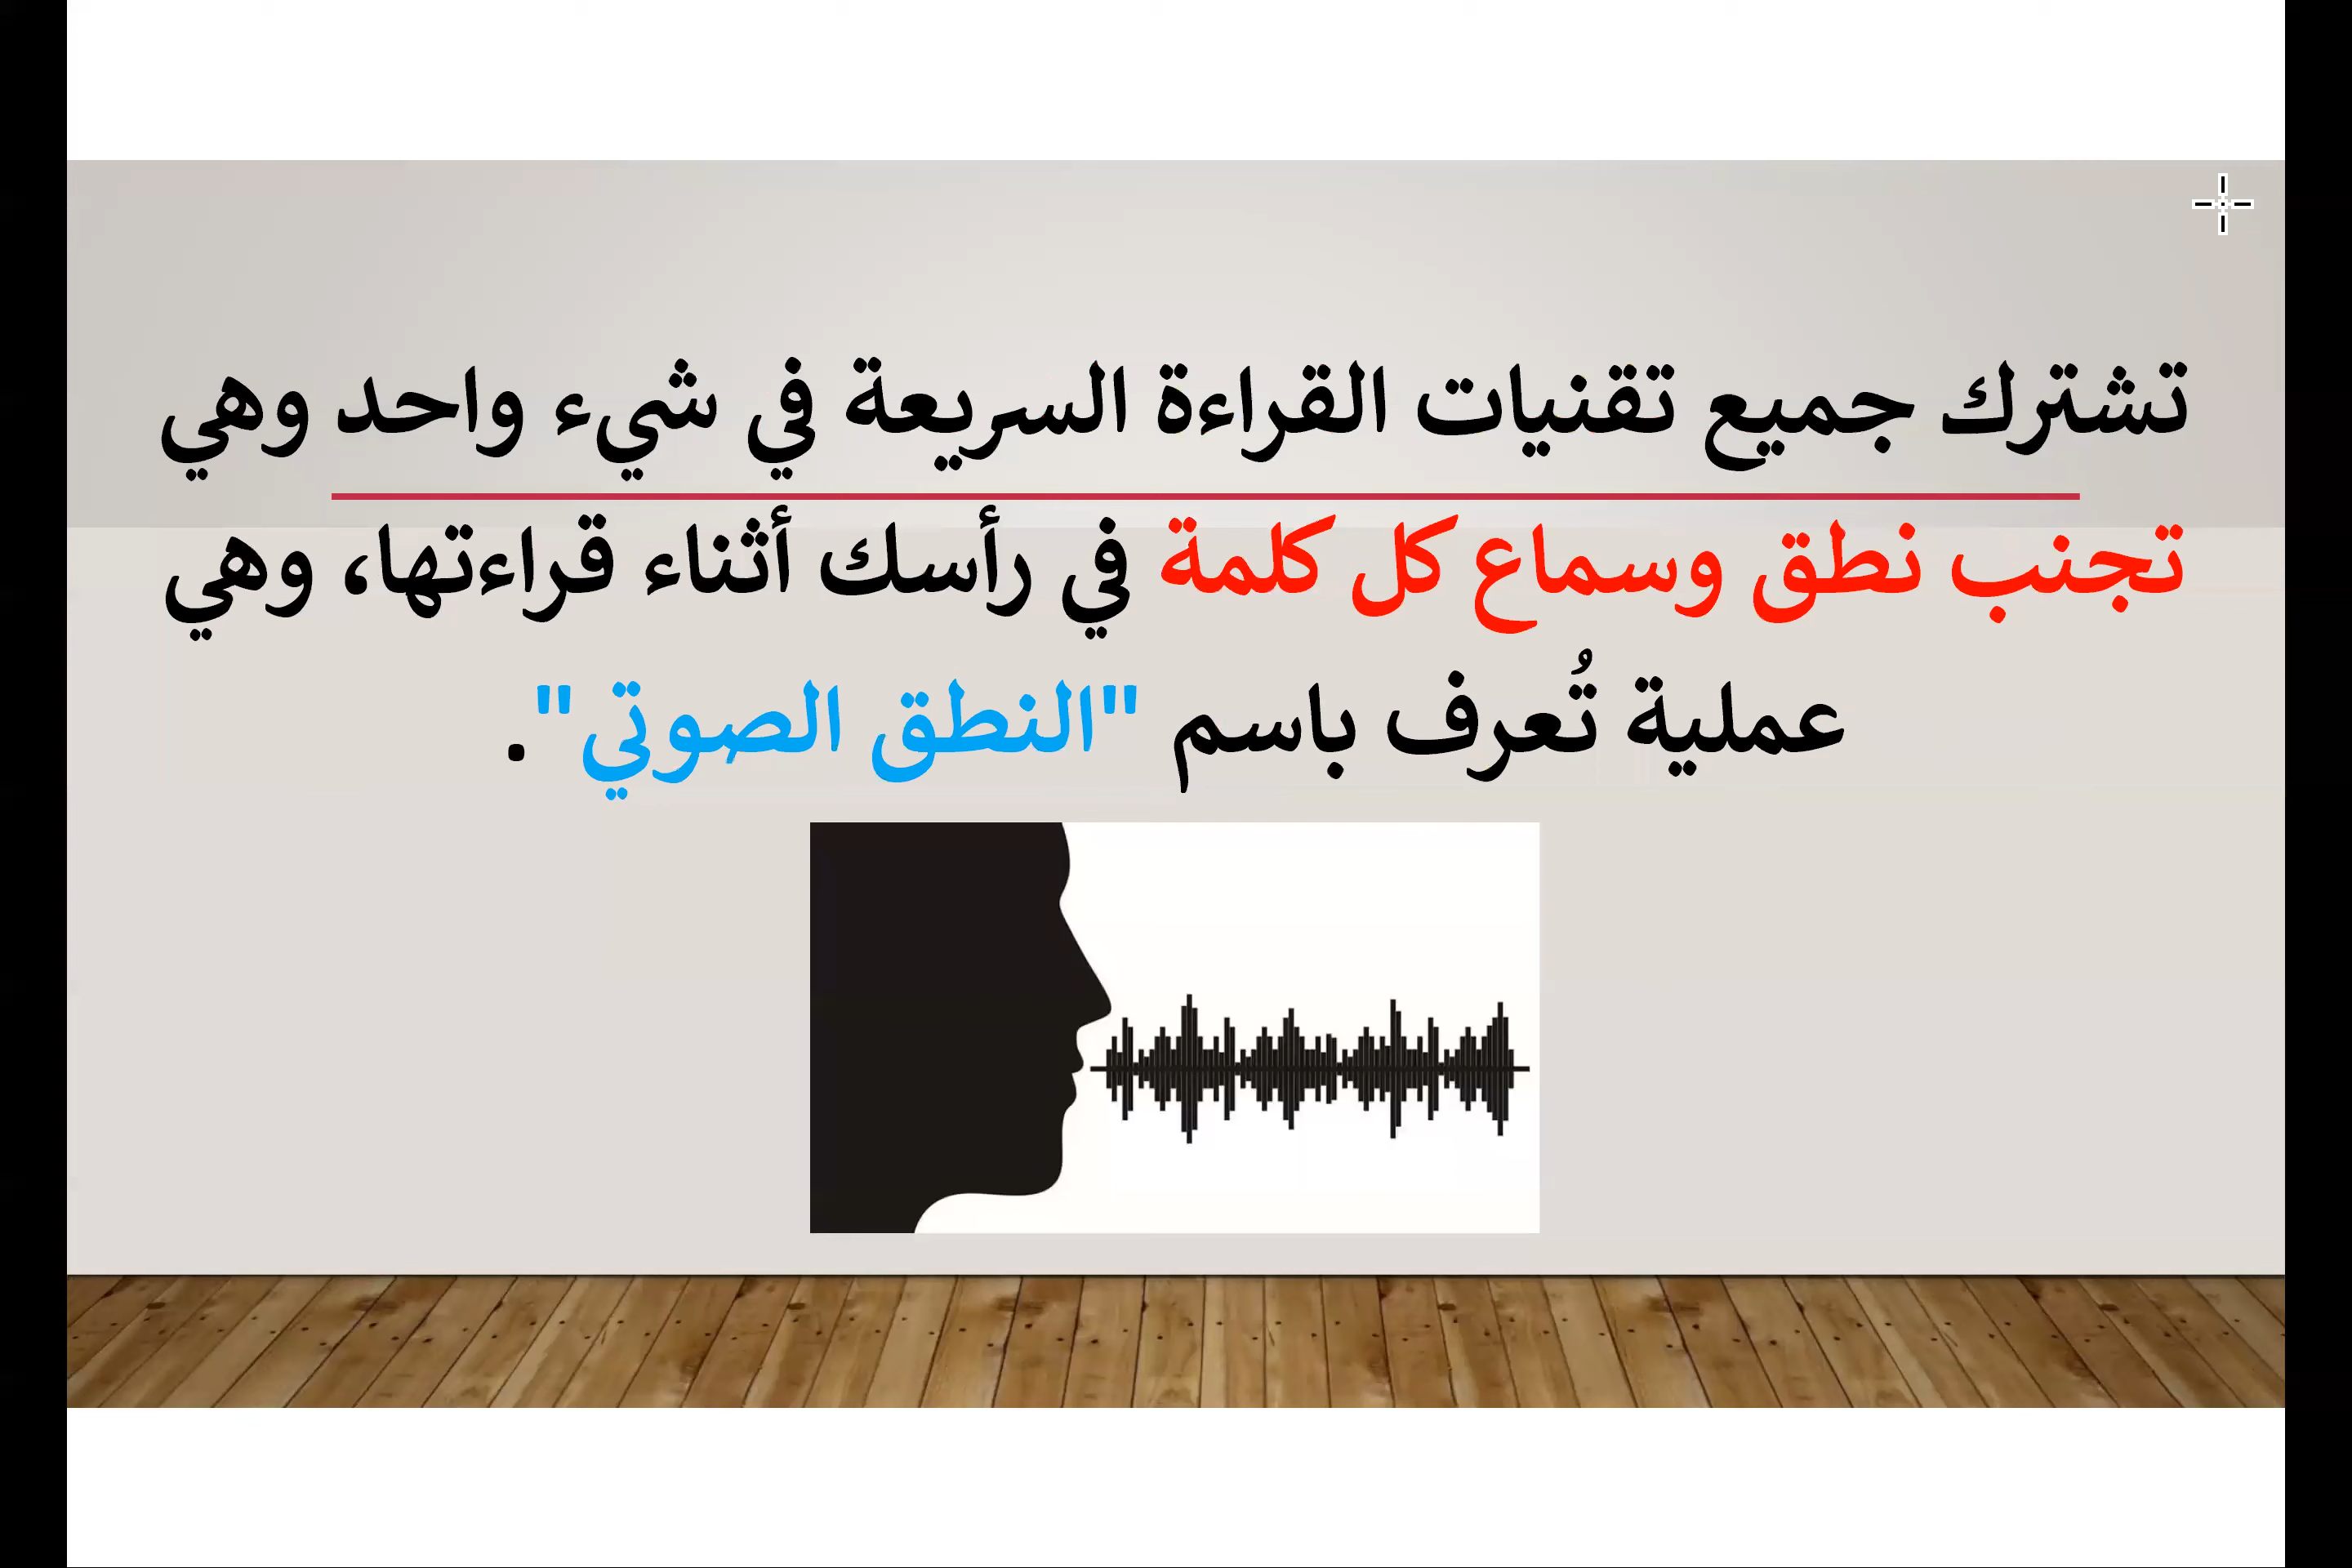 تشترك جميع تقنيات القراءة السريعة في شيء واحد وهي
تجنب نطق وسماع كل كلمة في رأسك أثناء قراءتها، وهي
عملية تُعرف باسم "النطق الصوتي".